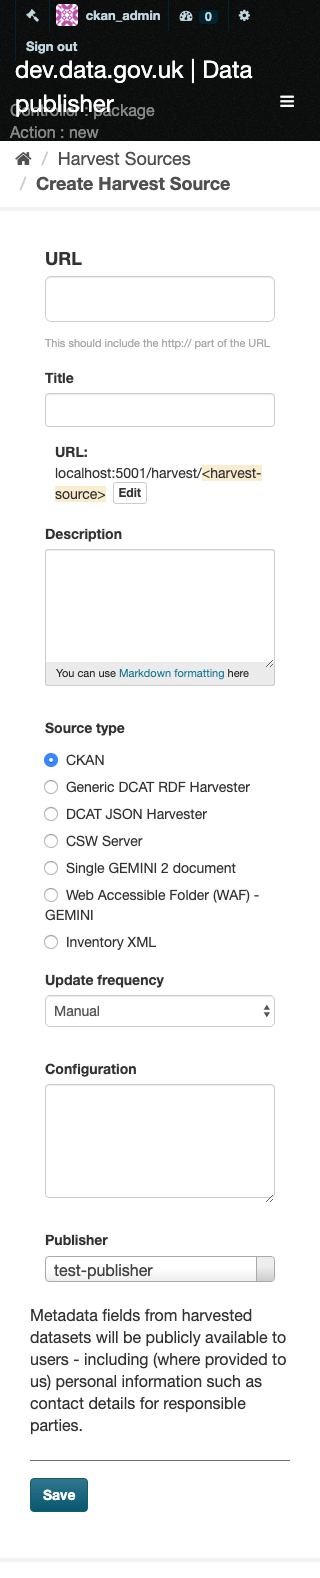 ckan_admin 0
Sign out
dev.data.gov.uk | Data
publisher
Controller : package
Action : new
/ Harvest Sources
/ Create Harvest Source
URL
This should include the http:// part of the URL
Title
URL:
localhost:5001/harvest/<harvest-
source> Edit
Description
You can use Markdown formatting here
Source type
CKAN
Generic DCAT RDF Harvester
DCAT JSON Harvester
CSW Server
Single GEMINI 2 document
Web Accessible Folder (WAF) -
GEMINI
Inventory XML
Update frequency
Manual
Configuration
Publisher
test-publisher
Metadata fields from harvested
datasets will be publicly available to
users - including (where provided to
us) personal information such as
contact details for responsible
parties.
Save